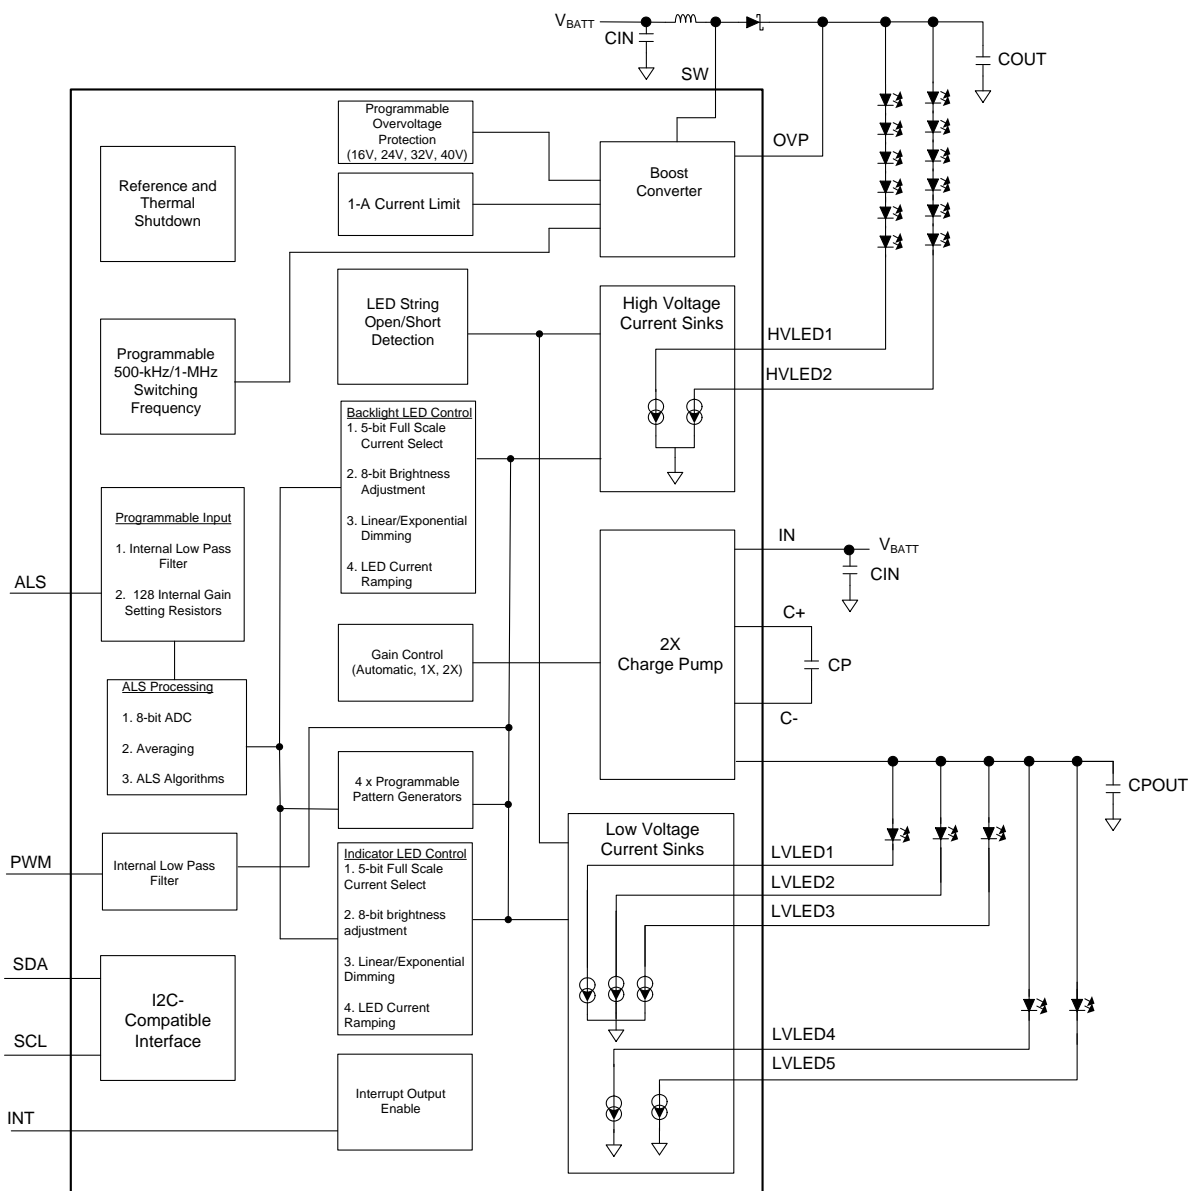 VBATT
CIN
COUT
SW
OVP
Programmable
Overvoltage
Protection
(16V, 24V, 32V, 40V)
Boost
Converter
Reference and
Thermal
Shutdown
1-A Current Limit
LED String
Open/Short
Detection
High Voltage
Current Sinks
HVLED1
HVLED2
Programmable
500-kHz/1-MHz
Switching
Frequency
Backlight LED Control
1. 5-bit Full Scale
Current Select
2. 8-bit Brightness
Adjustment
3. Linear/Exponential
Dimming
4. LED Current
Ramping
Programmable Input
1. Internal Low Pass
Filter
2. 128 Internal Gain
Setting Resistors
ALS
IN
VBATT
CIN
C+
2X
Charge Pump
CP
C-
Gain Control
(Automatic, 1X, 2X)
ALS Processing
1. 8-bit ADC
2. Averaging
3. ALS Algorithms
4 x Programmable
Pattern Generators
CPOUT
Low Voltage
Current Sinks
LVLED1
LVLED2
LVLED3
PWM
Internal Low Pass
Filter
Indicator LED Control
1. 5-bit Full Scale
Current Select
2. 8-bit brightness
adjustment
3. Linear/Exponential
Dimming
4. LED Current
Ramping
SDA
SCL
I2C-
Compatible
Interface
LVLED4
LVLED5
INT
Interrupt Output
Enable